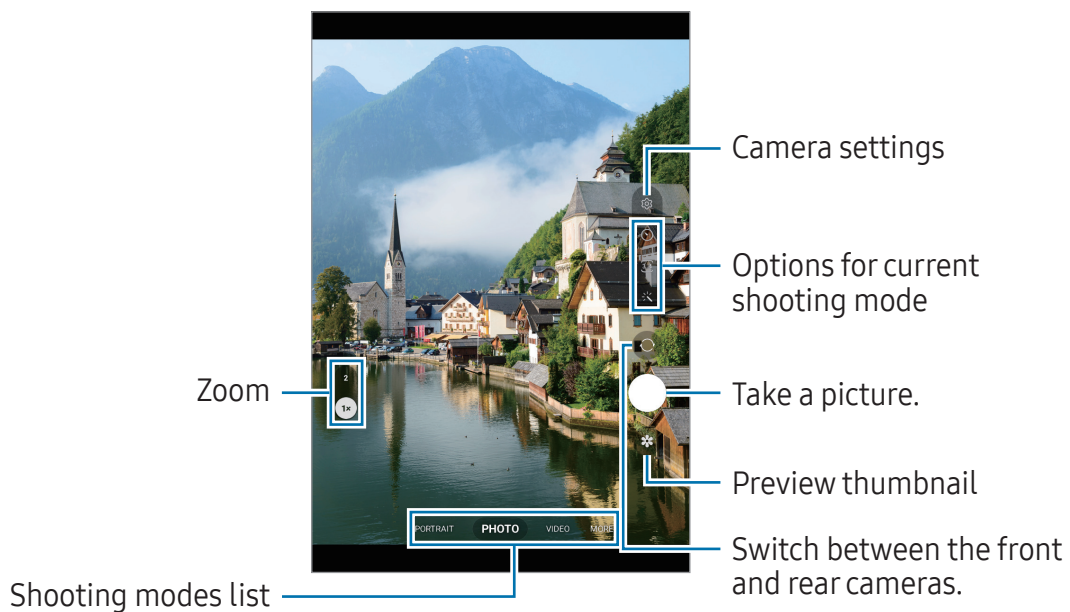 Camera settings
Options for current
shooting mode
2
Zoom
1×
Take a picture.
Preview thumbnail
PORTRAIT PHOTO VIDEO MORE
Switch between the front
and rear cameras.
Shooting modes list